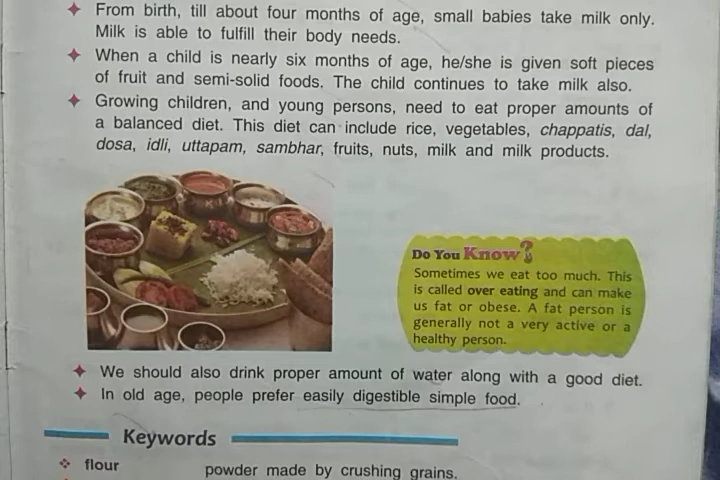 From birth, till about four months of age, small babies take milk only.
Milk is able to fulfill their body needs.
When a child is nearly six months of age, he/she is given soft pieces
of fruit and semi-solid foods. The child continues to take milk also.
Growing children, and young persons, need to eat proper amounts of
a balanced diet. This diet can include rice, vegetables, chappatis, dal,
dosa, idli, uttapam, sambhar, fruits, nuts, milk and milk products.
Do You Know?
Sometimes we eat too much. This
is called over eating and can make
us fat or obese. A fat person is
generally not a very active or a
healthy person.
We should also drink proper amount of water along with a good diet.
In old age, people prefer easily digestible simple food.
Keywords
flour powder made by crushing grains.